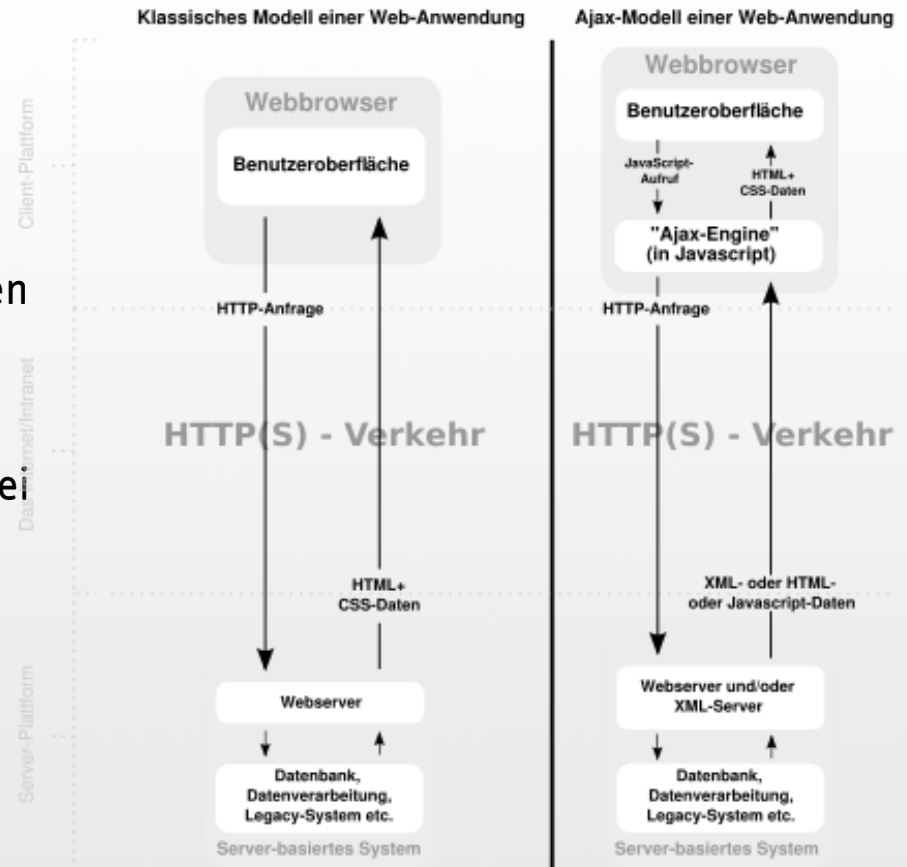 Klassisches Modell einer Web-Anwendung
Webbrowser
Benutzeroberfläche
HTTP-Anfrage
HTTP(S) - Verkehr
HTML+
CSS-Daten
Webserver
Datenbank,
Datenverarbeitung,
Legacy-System etc.
Server-basiertes System
Ajax-Modell einer Web-Anwendung
Webbrowser
Benutzeroberfläche
JavaScript-
Aufruf
HTML+
CSS-Daten
"Ajax-Engine"
(in Javascript)
HTTP-Anfrage
HTTP(S) - Verkehr
XML- oder HTML-
oder Javascript-Daten
Webserver und/oder
XML-Server
Datenbank,
Datenverarbeitung,
Legacy-System etc.
Server-basiertes System
Client-Plattform
Das Internet/Intranet
Server-Plattform
en
ei